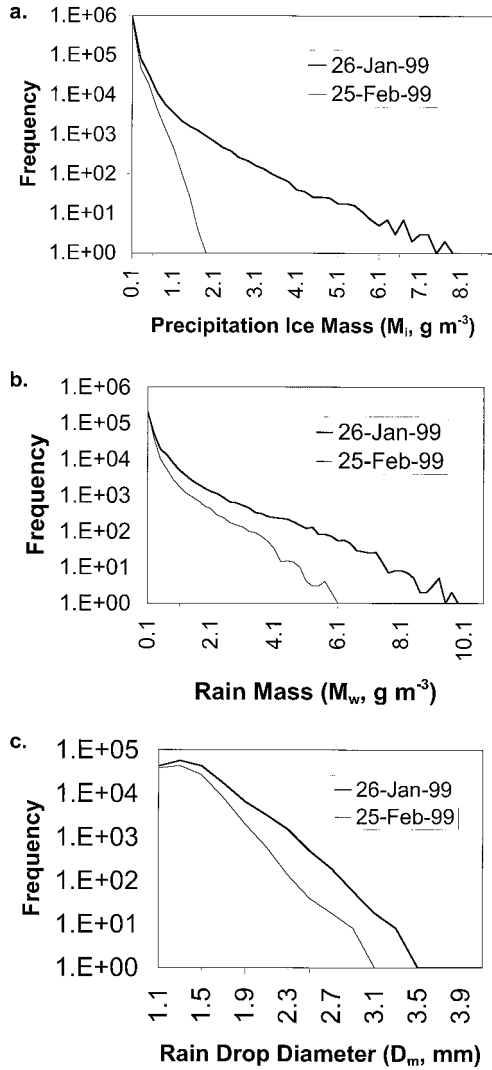 a.
1.E+06
1.E+05
1.E+04
1.E+03
1.E+02
1.E+01
1.E+00
Frequency
26-Jan-99
25-Feb-99
0.1
1.1
2.1
3.1
4.1
5.1
6.1
7.1
8.1
Precipitation Ice Mass (Mi, g m-3)
b.
1.E+06
1.E+05
1.E+04
1.E+03
1.E+02
1.E+01
1.E+00
Frequency
26-Jan-99
25-Feb-99
0.1
2.1
4.1
6.1
8.1
10.1
Rain Mass (Mw, g m-3)
c.
1.E+05
1.E+04
1.E+03
1.E+02
1.E+01
1.E+00
Frequency
26-Jan-99
25-Feb-99
1.1
1.5
1.9
2.3
2.7
3.1
3.5
3.9
Rain Drop Diameter (Dm, mm)